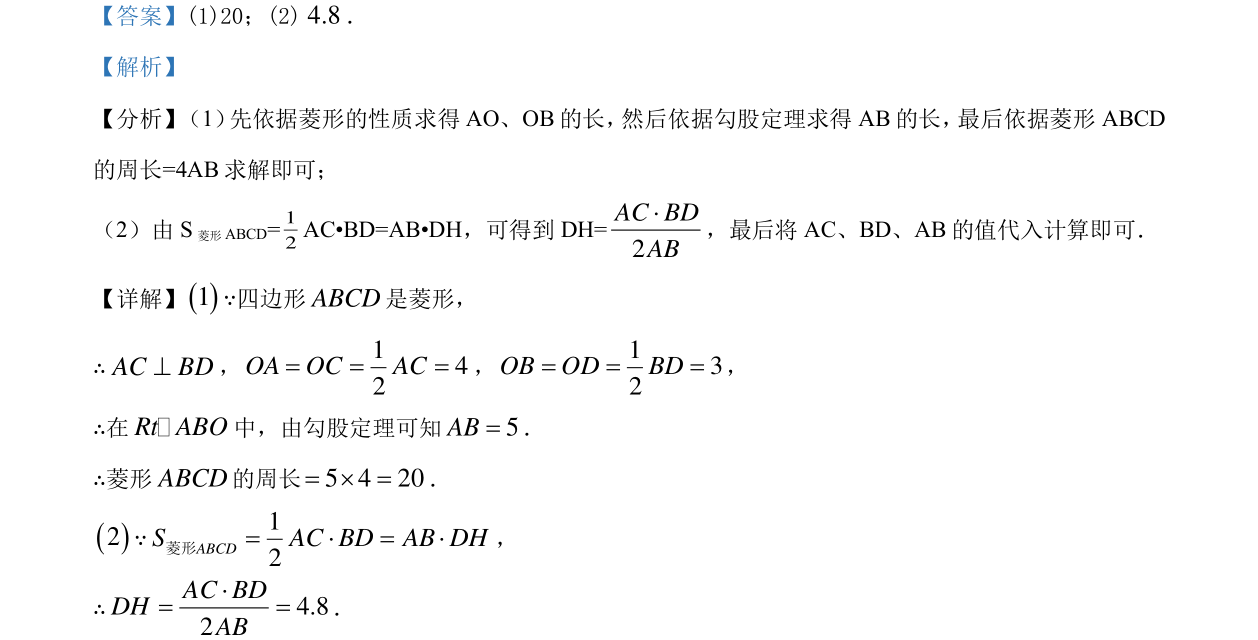 【答案】(1)20；(2) 4.8．
【解析】
【分析】（1）先依据菱形的性质求得 AO、OB 的长，然后依据勾股定理求得 AB 的长，最后依据菱形 ABCD
的周长=4AB 求解即可；
（2）由 S 菱形 ABCD=1/2 AC•BD=AB•DH，可得到 DH=AC·BD/2AB，最后将 AC、BD、AB 的值代入计算即可．
【详解】(1)∵四边形 ABCD 是菱形，
∴ AC ⊥ BD，OA = OC = 1/2 AC = 4，OB = OD = 1/2 BD = 3，
∴在 Rt□ ABO 中，由勾股定理可知 AB = 5．
∴菱形 ABCD 的周长 = 5×4 = 20．
(2)∵ S菱形ABCD = 1/2 AC·BD = AB·DH，
∴ DH = AC·BD/2AB = 4.8．